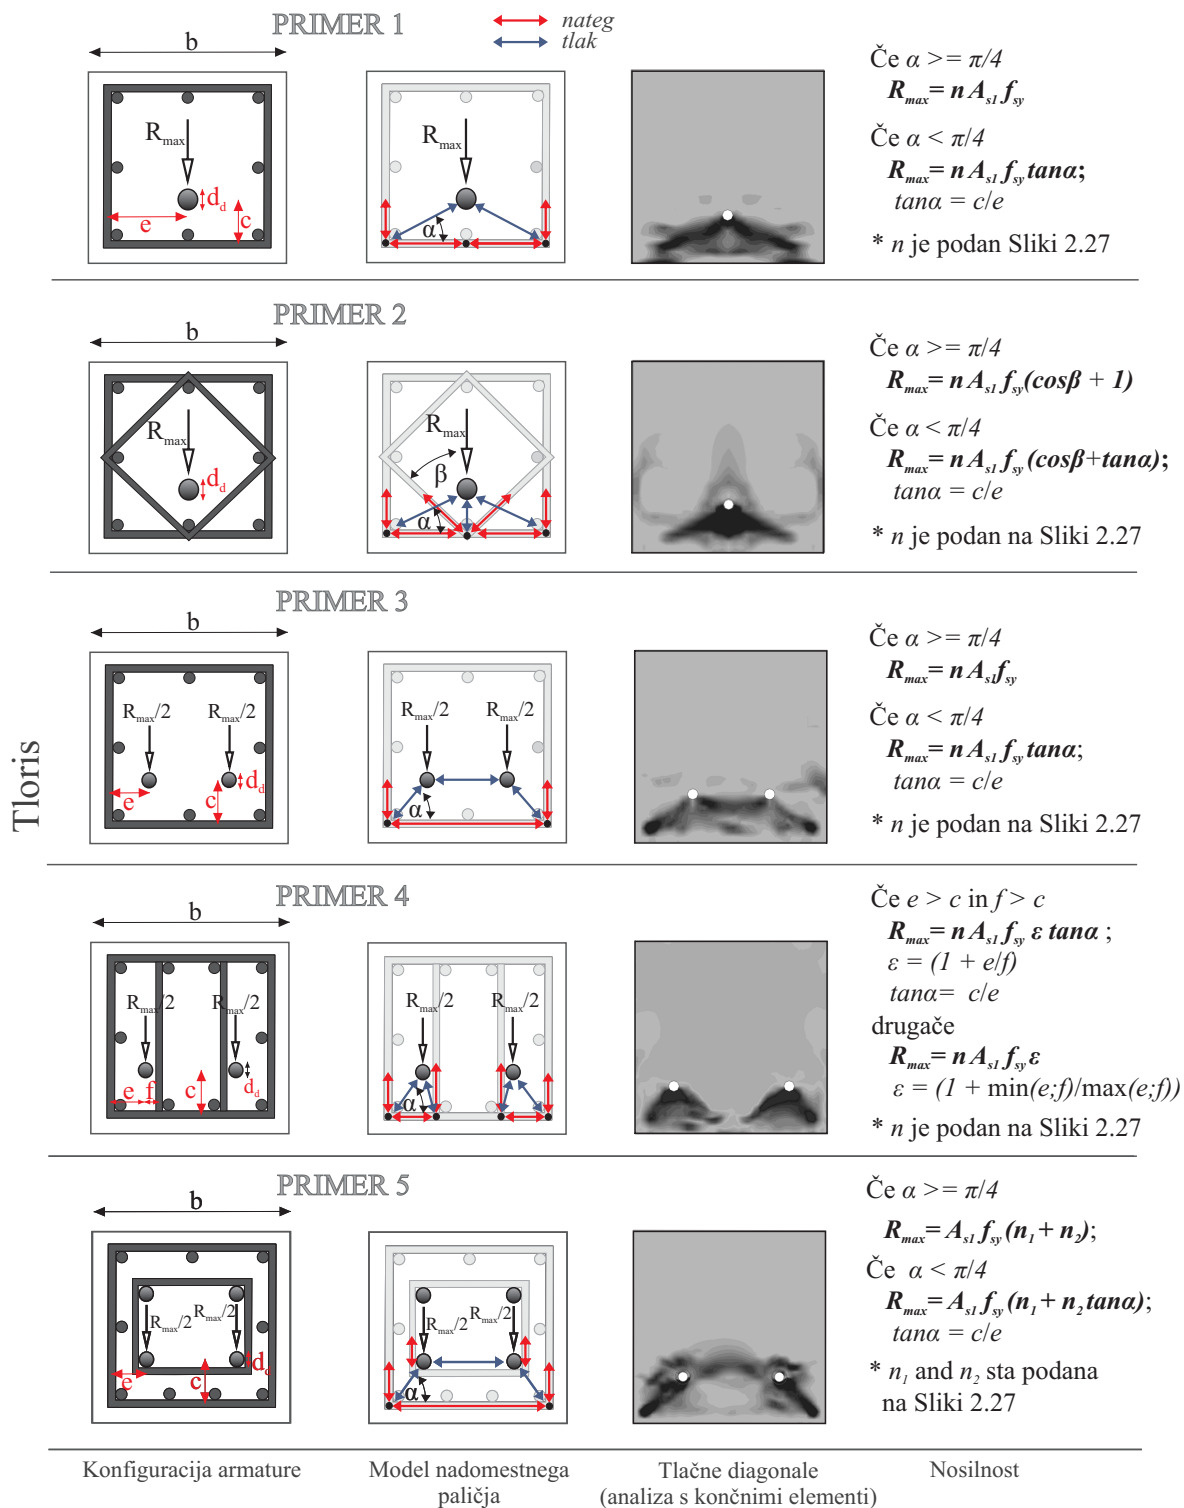 PRIMER 1
nateg
tlak
b
R_max
d_d
e
c
R_max
α
Če α >= π/4
R_max = n A_s1 f_sy
Če α < π/4
R_max = n A_s1 f_sy tanα;
tanα = c/e
* n je podan Sliki 2.27
PRIMER 2
b
R_max
d_d
R_max
β
α
Če α >= π/4
R_max = n A_s1 f_sy (cosβ + 1)
Če α < π/4
R_max = n A_s1 f_sy (cosβ+tanα);
tanα = c/e
* n je podan na Sliki 2.27
PRIMER 3
b
R_max/2 R_max/2
e
c
d_d
R_max/2 R_max/2
α
Če α >= π/4
R_max = n A_s1 f_sy
Če α < π/4
R_max = n A_s1 f_sy tanα;
tanα = c/e
* n je podan na Sliki 2.27
Tloris
PRIMER 4
b
R_max/2 R_max/2
e f c
d_d
R_max/2 R_max/2
α
Če e > c in f > c
R_max = n A_s1 f_sy ε tanα ;
ε = (1 + e/f)
tanα= c/e
drugače
R_max = n A_s1 f_sy ε
ε = (1 + min(e;f)/max(e;f))
* n je podan na Sliki 2.27
PRIMER 5
b
R_max/2 R_max/2
e
c
d_d
R_max/2 R_max/2
α
Če α >= π/4
R_max = A_s1 f_sy (n_1 + n_2);
Če α < π/4
R_max = A_s1 f_sy (n_1 + n_2 tanα);
tanα = c/e
* n_1 and n_2 sta podana
na Sliki 2.27
Konfiguracija armature
Model nadomestnega
paličja
Tlačne diagonale
(analiza s končnimi elementi)
Nosilnost